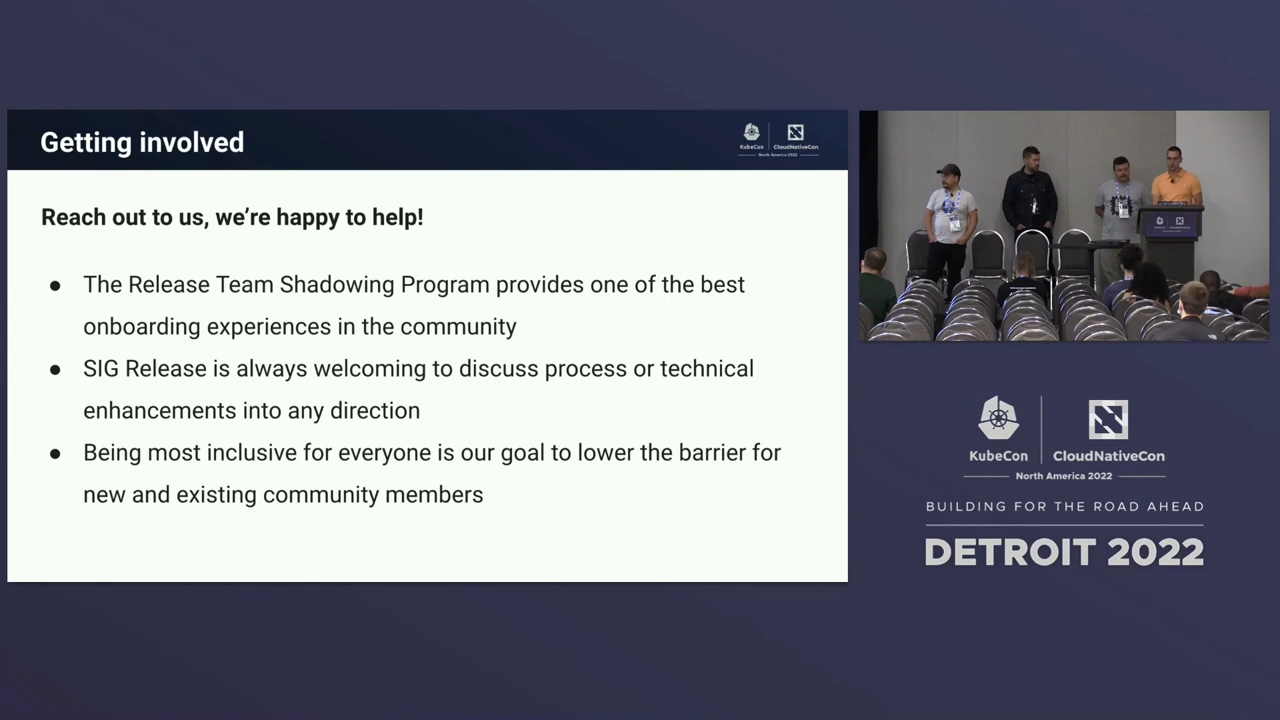 Getting involved
KubeCon
CloudNativeCon
North America 2022
Reach out to us, we’re happy to help!
● The Release Team Shadowing Program provides one of the best
onboarding experiences in the community
● SIG Release is always welcoming to discuss process or technical
enhancements into any direction
● Being most inclusive for everyone is our goal to lower the barrier for
new and existing community members
KubeCon
CloudNativeCon
North America 2022
BUILDING FOR THE ROAD AHEAD
DETROIT 2022